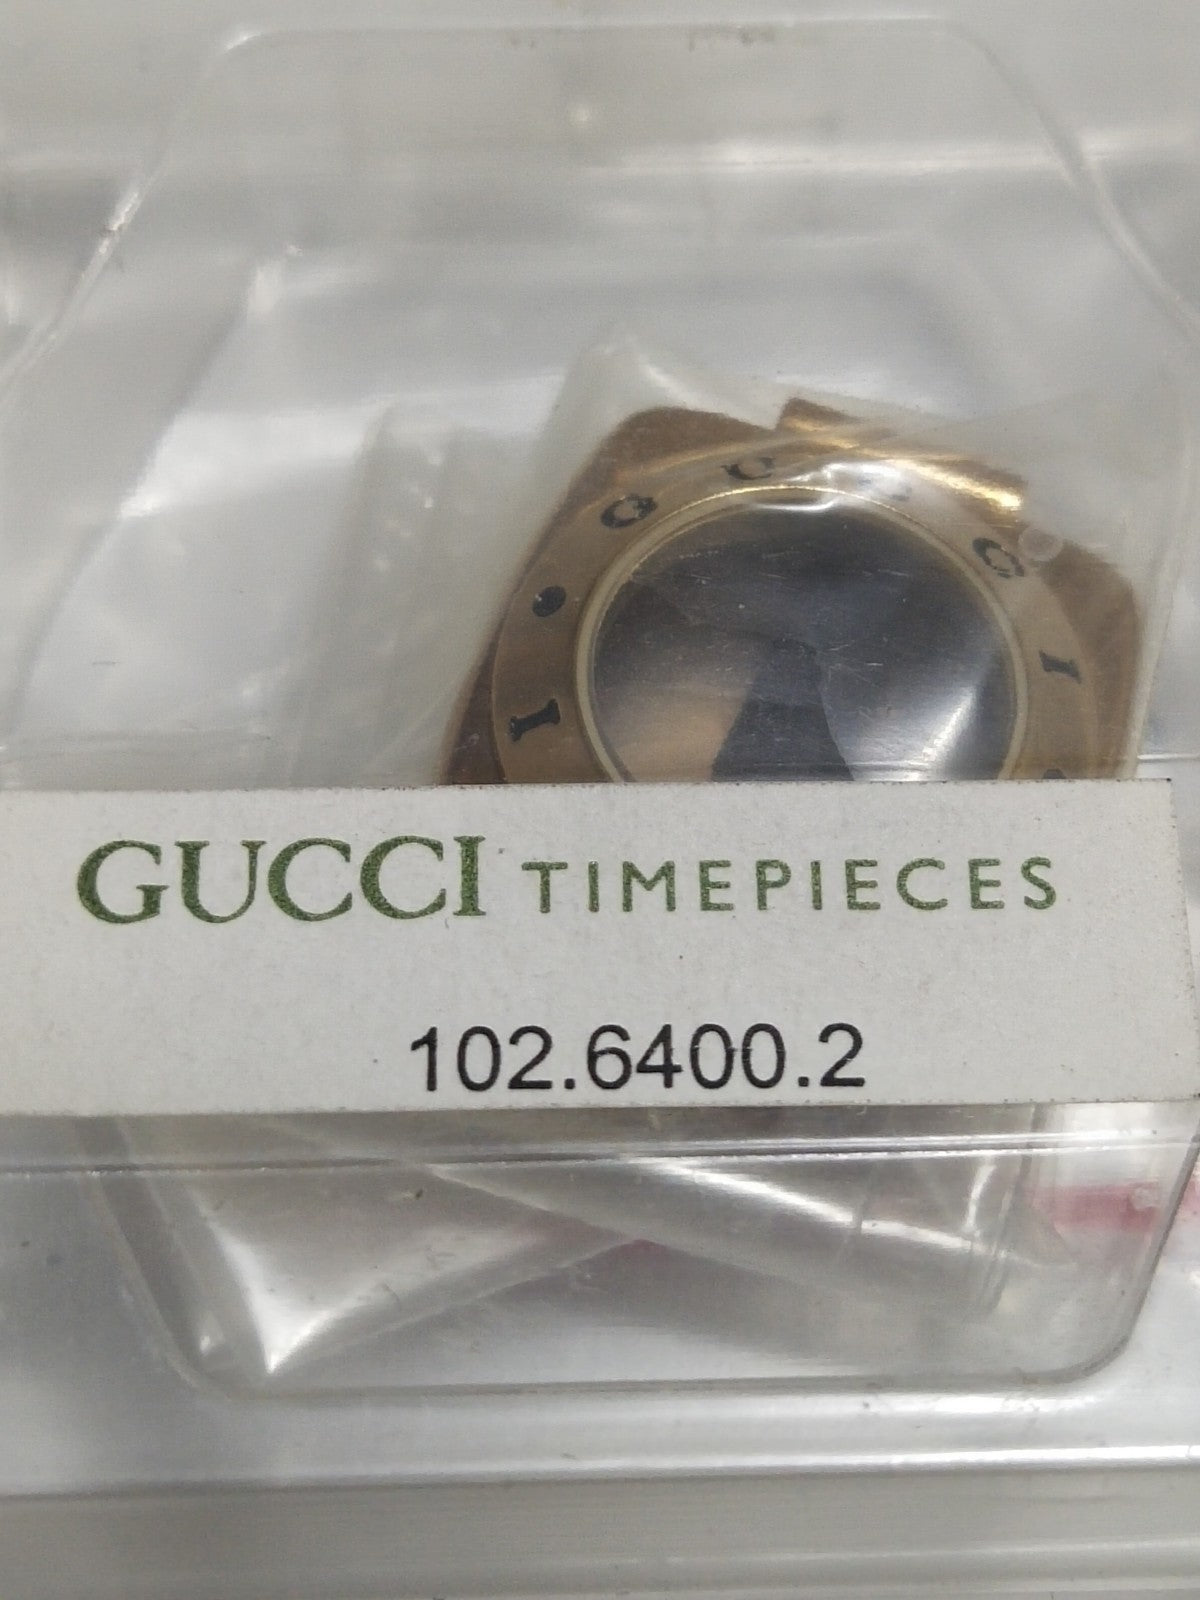 G U C C I
I
GUCCI TIMEPIECES
102.6400.2